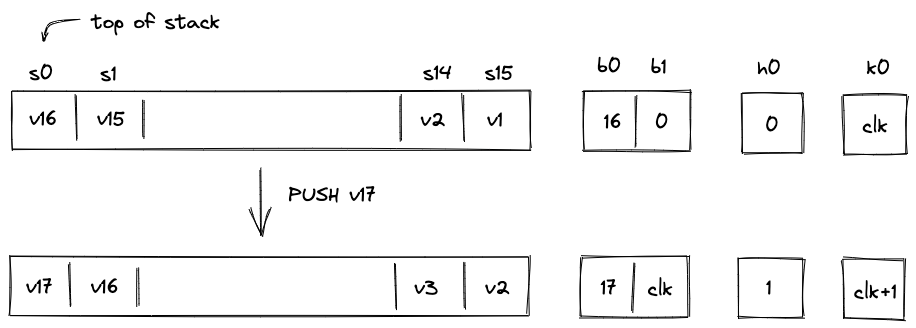 top of stack
s0 s1 s14 s15 b0 b1 h0 k0
v16 v15 v2 v1 16 0 0 clk
PUSH v17
v17 v16 v3 v2 17 clk 1 clk+1